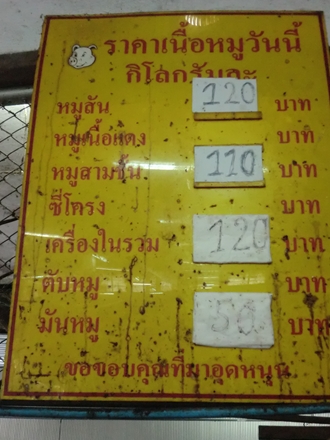 ราคาเนื้อหมูวันนี้
กิโลกรัมละ
หมูสัน 120 บาท
หมูเนื้อแดง บาท
หมูสามชั้น 110 บาท
ซี่โครง บาท
เครื่องในรวม 120 บาท
ตับหมู บาท
มันหมู 50 บาท
ขอขอบคุณที่มาอุดหนุน